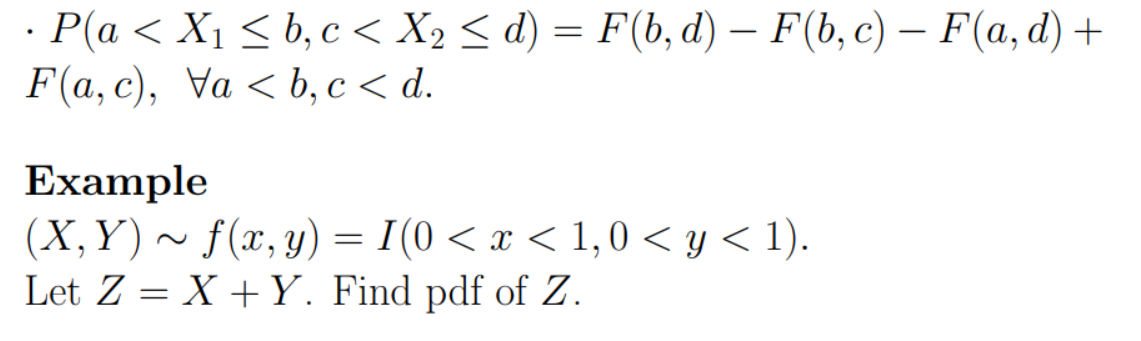 · P(a < X₁ ≤ b, c < X₂ ≤ d) = F(b, d) − F(b, c) − F(a, d) +
F(a, c), ∀a < b, c < d.
Example
(X, Y) ∼ f(x, y) = I(0 < x < 1, 0 < y < 1).
Let Z = X + Y. Find pdf of Z.